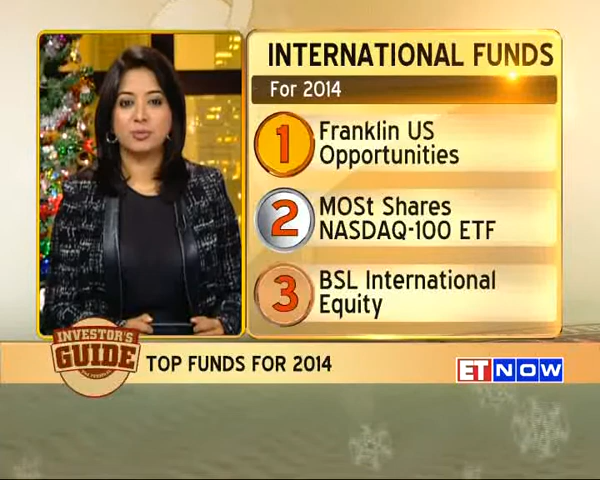 INTERNATIONAL FUNDS
For 2014
1
Franklin US
Opportunities
2
MOSt Shares
NASDAQ-100 ETF
3
BSL International
Equity
INVESTOR'S
GUIDE
TOP FUNDS FOR 2014
ET NOW